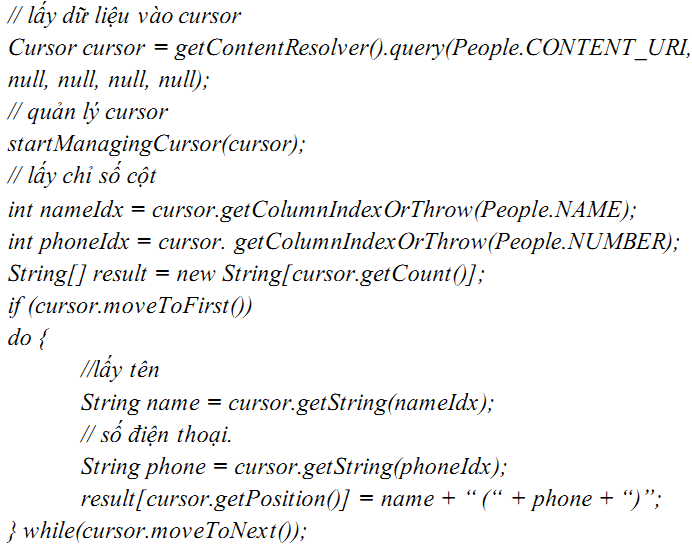 // lấy dữ liệu vào cursor
Cursor cursor = getContentResolver().query(People.CONTENT_URI,
null, null, null, null);
// quản lý cursor
startManagingCursor(cursor);
// lấy chỉ số cột
int nameIdx = cursor.getColumnIndexOrThrow(People.NAME);
int phoneIdx = cursor. getColumnIndexOrThrow(People.NUMBER);
String[] result = new String[cursor.getCount()];
if (cursor.moveToFirst())
do {
//lấy tên
String name = cursor.getString(nameIdx);
// số điện thoại.
String phone = cursor.getString(phoneIdx);
result[cursor.getPosition()] = name + “ (“ + phone + “)”;
} while(cursor.moveToNext());